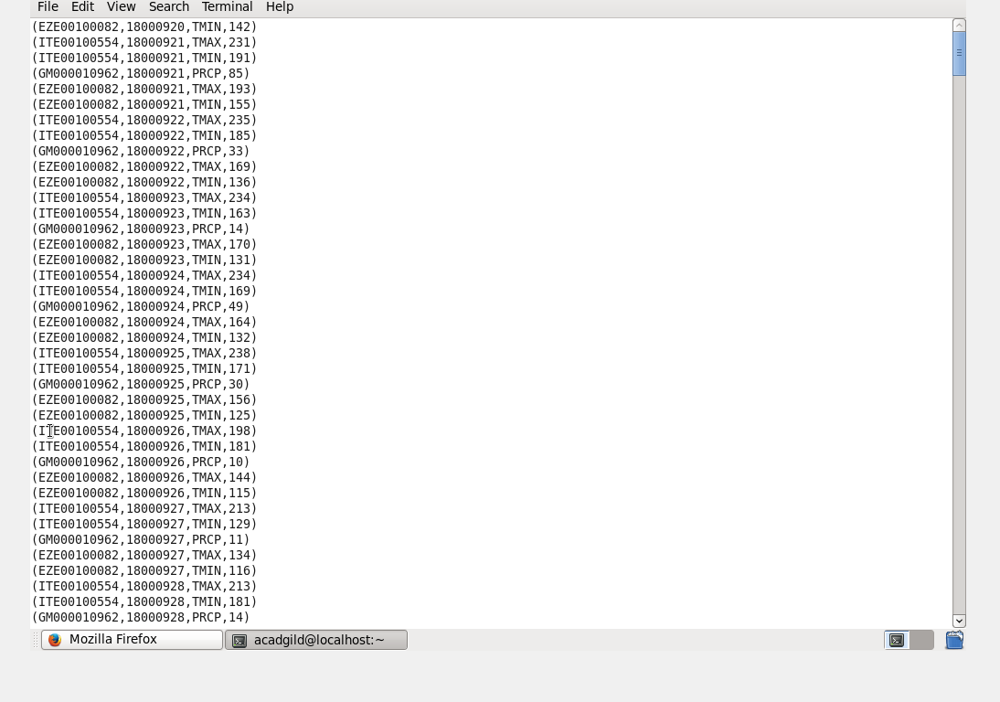 File Edit View Search Terminal Help
(EZE00100082,18000920,TMIN,142)
(ITE00100554,18000921,TMAX,231)
(ITE00100554,18000921,TMIN,191)
(GM000010962,18000921,PRCP,85)
(EZE00100082,18000921,TMAX,193)
(EZE00100082,18000921,TMIN,155)
(ITE00100554,18000922,TMAX,235)
(ITE00100554,18000922,TMIN,185)
(GM000010962,18000922,PRCP,33)
(EZE00100082,18000922,TMAX,169)
(EZE00100082,18000922,TMIN,136)
(ITE00100554,18000923,TMAX,234)
(ITE00100554,18000923,TMIN,163)
(GM000010962,18000923,PRCP,14)
(EZE00100082,18000923,TMAX,170)
(EZE00100082,18000923,TMIN,131)
(ITE00100554,18000924,TMAX,234)
(ITE00100554,18000924,TMIN,169)
(GM000010962,18000924,PRCP,49)
(EZE00100082,18000924,TMAX,164)
(EZE00100082,18000924,TMIN,132)
(ITE00100554,18000925,TMAX,238)
(ITE00100554,18000925,TMIN,171)
(GM000010962,18000925,PRCP,30)
(EZE00100082,18000925,TMAX,156)
(EZE00100082,18000925,TMIN,125)
(ITE00100554,18000926,TMAX,198)
(ITE00100554,18000926,TMIN,181)
(GM000010962,18000926,PRCP,10)
(EZE00100082,18000926,TMAX,144)
(EZE00100082,18000926,TMIN,115)
(ITE00100554,18000927,TMAX,213)
(ITE00100554,18000927,TMIN,129)
(GM000010962,18000927,PRCP,11)
(EZE00100082,18000927,TMAX,134)
(EZE00100082,18000927,TMIN,116)
(ITE00100554,18000928,TMAX,213)
(ITE00100554,18000928,TMIN,181)
(GM000010962,18000928,PRCP,14)
Mozilla Firefox acadgild@localhost:~